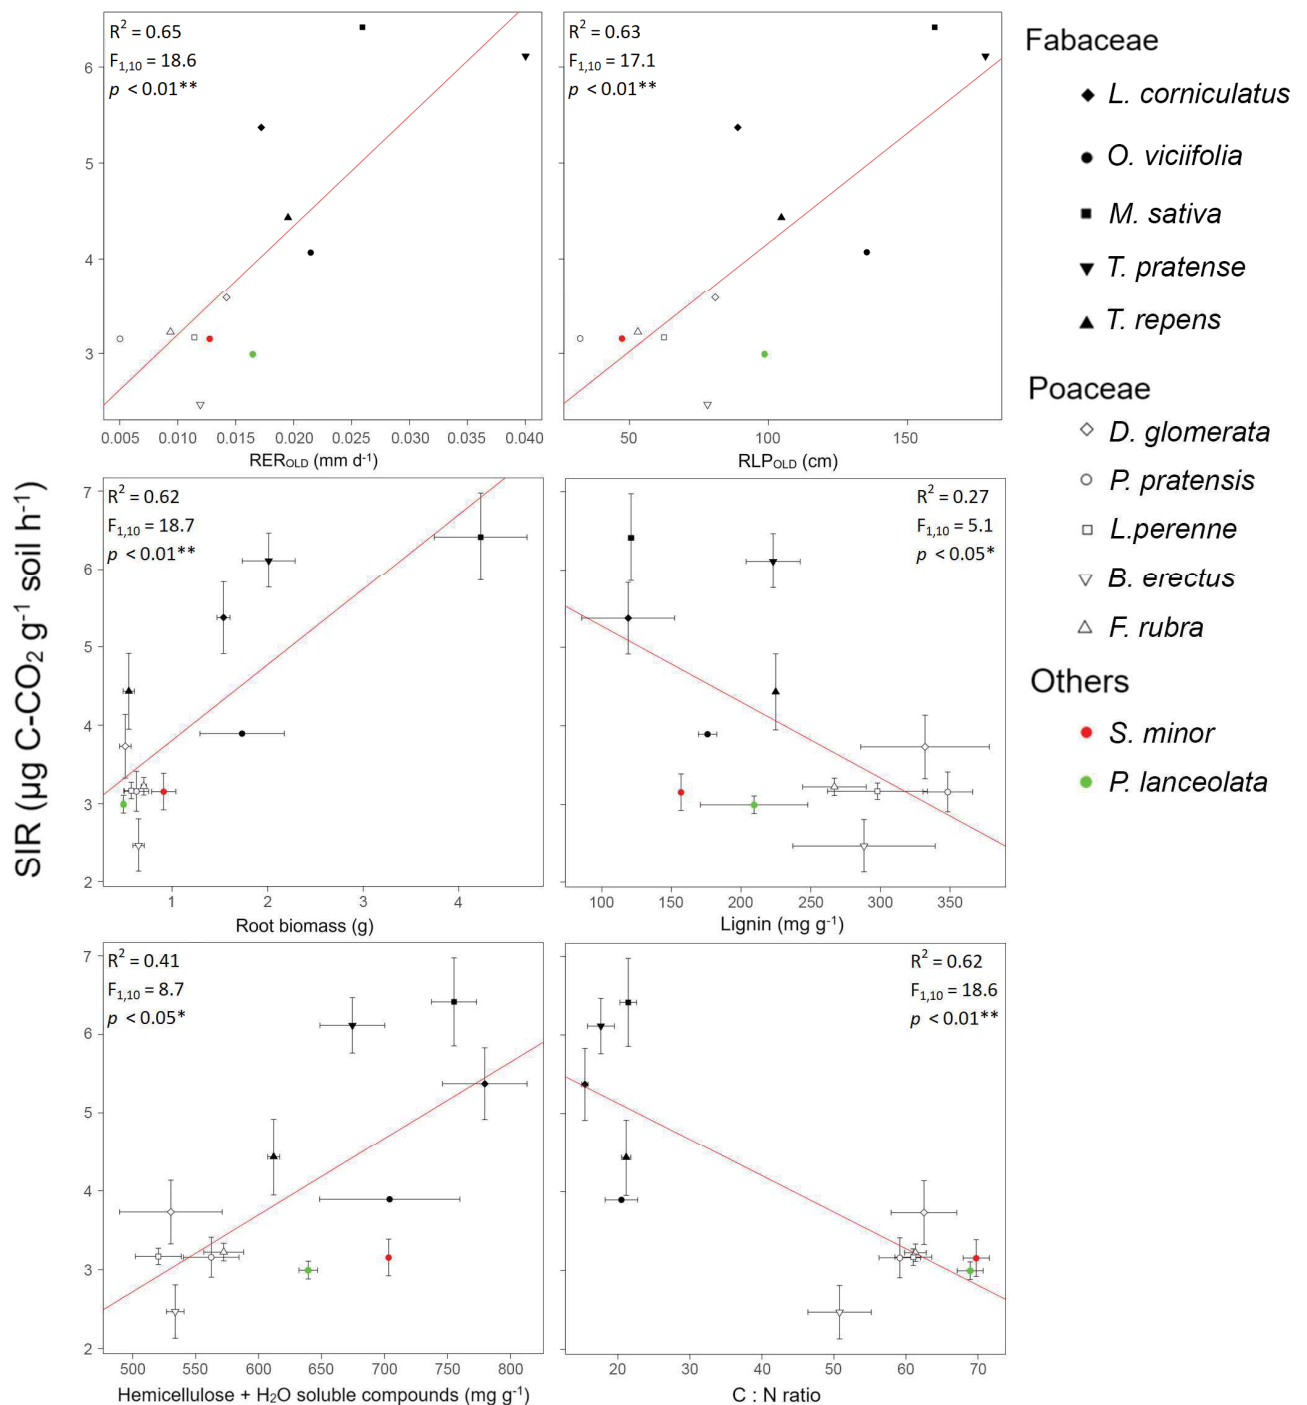 SIR (µg C-CO₂ g⁻¹ soil h⁻¹)
R² = 0.65
F₁,₁₀ = 18.6
p < 0.01**
6
5
4
3
0.005 0.010 0.015 0.020 0.025 0.030 0.035 0.040
RER_OLD (mm d⁻¹)
R² = 0.63
F₁,₁₀ = 17.1
p < 0.01**
50 100 150
RLP_OLD (cm)
R² = 0.62
F₁,₁₀ = 18.7
p < 0.01**
7
6
5
4
3
2
1 2 3 4
Root biomass (g)
R² = 0.27
F₁,₁₀ = 5.1
p < 0.05*
100 150 200 250 300 350
Lignin (mg g⁻¹)
R² = 0.41
F₁,₁₀ = 8.7
p < 0.05*
7
6
5
4
3
2
500 550 600 650 700 750 800
Hemicellulose + H₂O soluble compounds (mg g⁻¹)
R² = 0.62
F₁,₁₀ = 18.6
p < 0.01**
20 30 40 50 60 70
C : N ratio
Fabaceae
L. corniculatus
O. viciifolia
M. sativa
T. pratense
T. repens
Poaceae
D. glomerata
P. pratensis
L.perenne
B. erectus
F. rubra
Others
S. minor
P. lanceolata